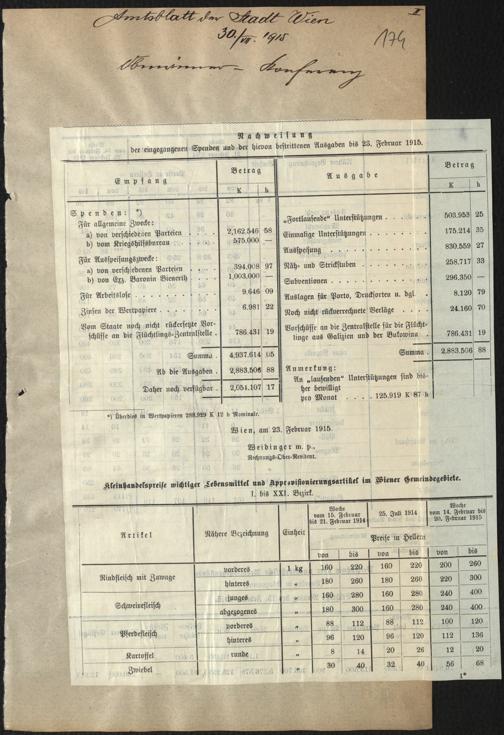 II
Amtsblatt der Stadt Wien
30./VII. 1915
174
Obmänner - Konferenz
Nachweisung
der eingegangenen Spenden und der hievon bestrittenen Ausgaben bis 23. Februar 1915.
Empfang Betrag
K h
Spenden: *)
Für allgemeine Zwecke:
a) von verschiedenen Parteien . . . . 2,162.546 58
b) vom Kriegshilfsbureau . . . . 575.000 —
Für Ausspeisungszwecke:
a) von verschiedenen Parteien . . . . 394.008 97
b) von Exz. Baronin Bienerth . . . . 1,003.000 —
Für Arbeitslose . . . . 9.646 09
Zinsen der Wertpapiere . . . . 6.981 22
Vom Staate noch nicht rückersetzte Vor-
schüsse an die Flüchtlings-Zentralstelle . 786.431 19
Summa . 4,937.614 05
Ab die Ausgaben . 2,883.506 88
Daher noch verfügbar . 2,054.107 17
Ausgabe Betrag
K h
„Fortlaufende“ Unterstützungen . . . . 503.953 25
Einmalige Unterstützungen . . . . 175.214 35
Ausspeisung . . . . 830.559 27
Näh- und Strickstuben . . . . 258.717 33
Subventionen . . . . 296.350 —
Auslagen für Porto, Drucksorten u. dgl. . 8.120 79
Noch nicht rückverrechnete Verläge . . 24.160 70
Vorschüsse an die Zentralstelle für die Flücht-
linge aus Galizien und der Bukowina . 786.431 19
Summa . 2,883.506 88
Anmerkung:
An „laufenden“ Unterstützungen sind bis-
her bewilligt
pro Monat . . . . 125.919 K 87 h
*) Überdies in Wertpapieren 288.929 K 12 h Nominale.
Wien, am 23. Februar 1915.
Weidinger m. p.,
Rechnungs-Ober-Revident.
Kleinhandelspreise wichtiger Lebensmittel und Approvisionierungsartikel im Wiener Gemeindegebiete.
I. bis XXI. Bezirk.
Artikel Nähere Bezeichnung Einheit Woche vom 15. Februar bis 21. Februar 1914 25. Juli 1914 Woche vom 14. Februar bis 20. Februar 1915
Preise in Hellern
von bis von bis von bis
Rindfleisch mit Zuwage vorderes 1 kg 160 220 160 220 200 260
hinteres „ 180 260 180 260 220 300
Schweinefleisch junges „ 160 280 160 280 240 400
abgezogenes „ 180 300 160 280 240 400
Pferdefleisch vorderes „ 88 112 88 112 100 120
hinteres „ 96 120 96 120 112 136
Kartoffel runde „ 8 14 20 26 12 20
Zwiebel „ 30 40 32 40 56 68
1*